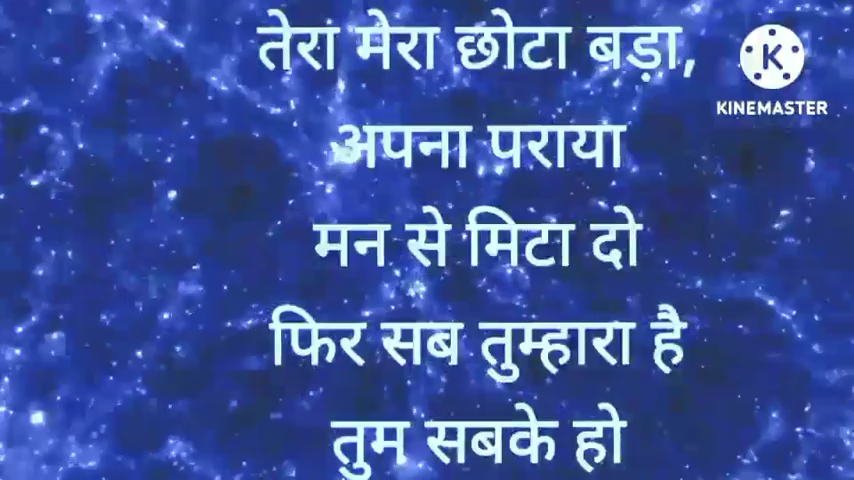 तेरा मेरा छोटा बड़ा,
अपना पराया
मन से मिटा दो
फिर सब तुम्हारा है
तुम सबके हो
K
KINEMASTER